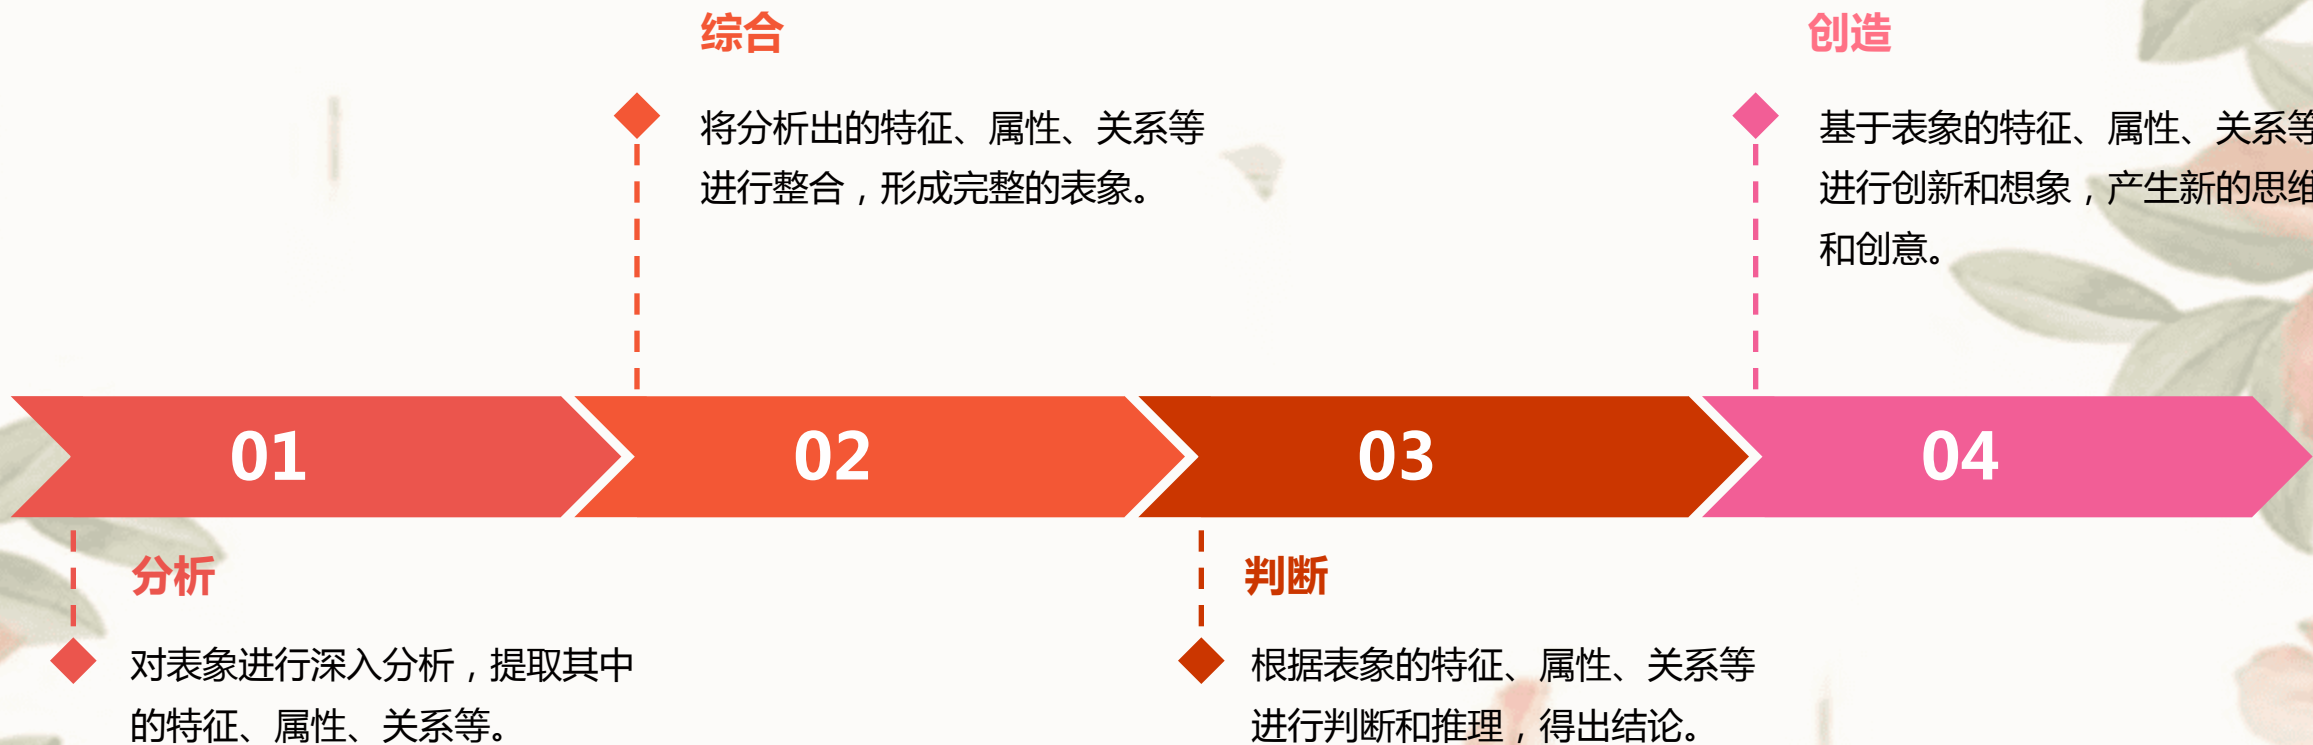 综合
将分析出的特征、属性、关系等
进行整合，形成完整的表象。
创造
基于表象的特征、属性、关系等
进行创新和想象，产生新的思维
和创意。
01
02
03
04
分析
对表象进行深入分析，提取其中
的特征、属性、关系等。
判断
根据表象的特征、属性、关系等
进行判断和推理，得出结论。